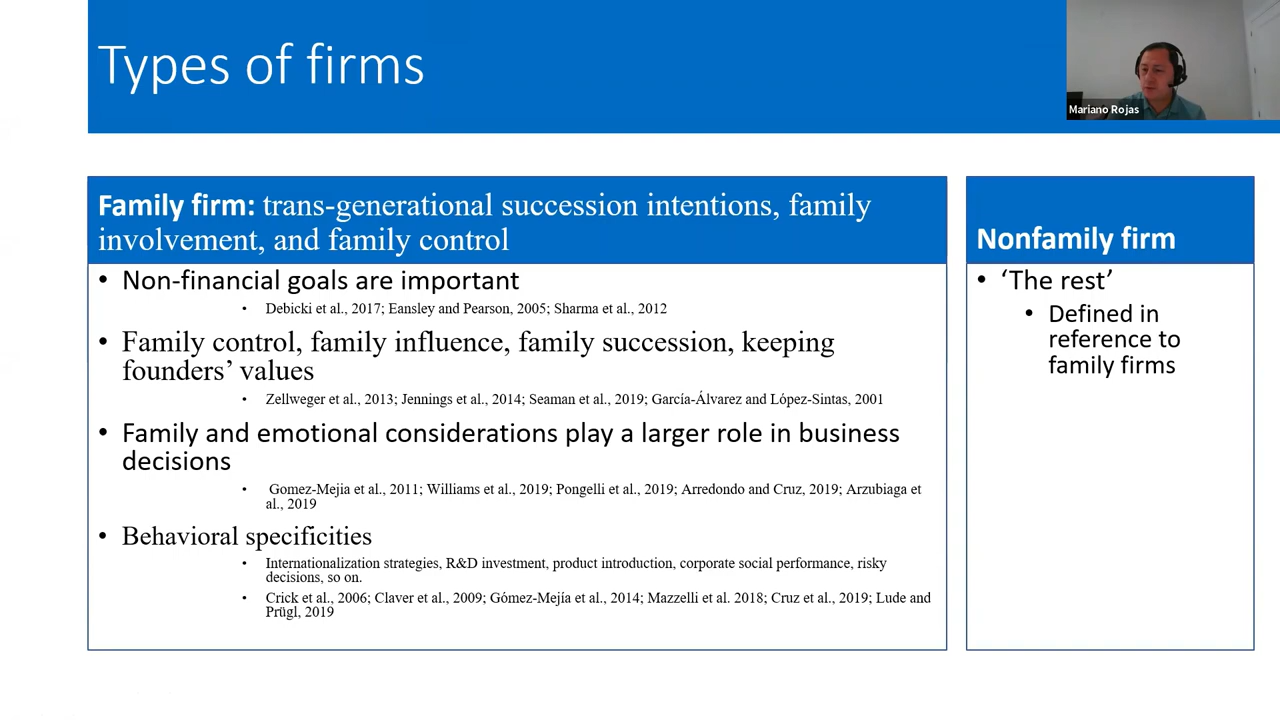 Types of firms
Mariano Rojas
Family firm: trans-generational succession intentions, family
involvement, and family control
• Non-financial goals are important
• Debicki et al., 2017; Eansley and Pearson, 2005; Sharma et al., 2012
• Family control, family influence, family succession, keeping
founders’ values
• Zellweger et al., 2013; Jennings et al., 2014; Seaman et al., 2019; García-Álvarez and López-Sintas, 2001
• Family and emotional considerations play a larger role in business
decisions
• Gomez-Mejia et al., 2011; Williams et al., 2019; Pongelli et al., 2019; Arredondo and Cruz, 2019; Arzubiaga et
al., 2019
• Behavioral specificities
• Internationalization strategies, R&D investment, product introduction, corporate social performance, risky
decisions, so on.
• Crick et al., 2006; Claver et al., 2009; Gómez-Mejía et al., 2014; Mazzelli et al. 2018; Cruz et al., 2019; Lude and
Prügl, 2019
Nonfamily firm
• ‘The rest’
• Defined in
reference to
family firms